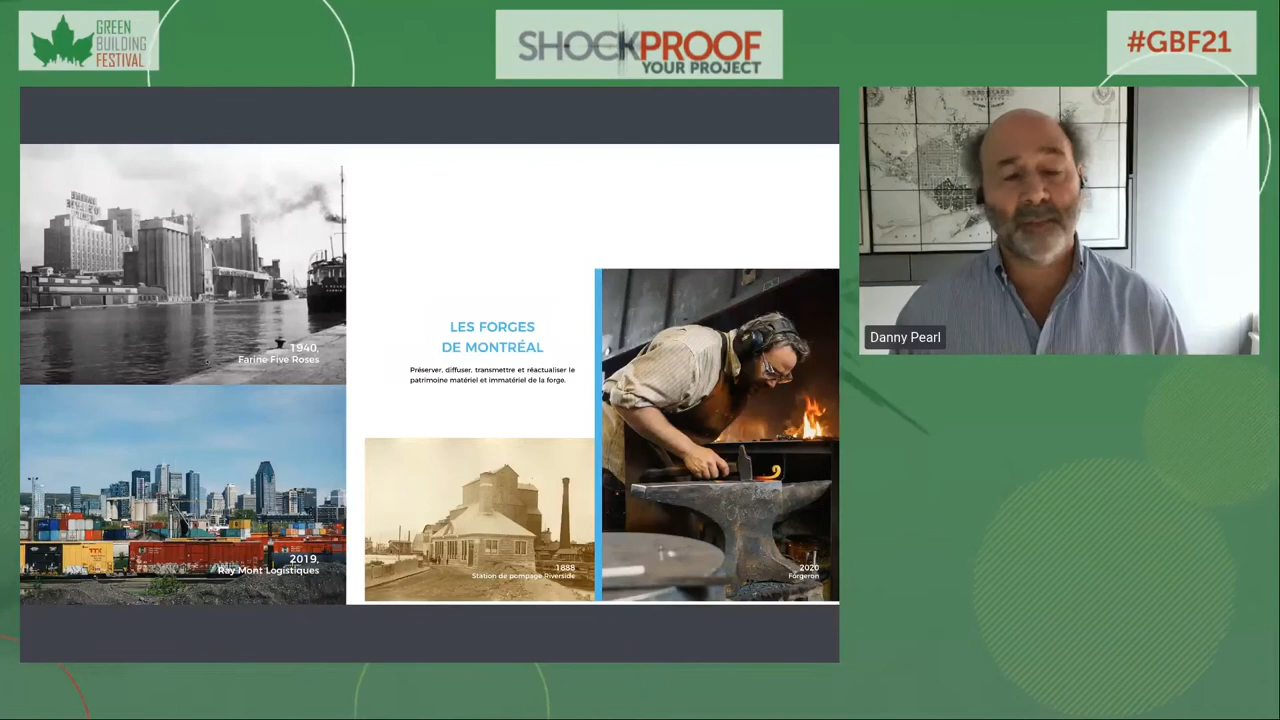 GREEN
BUILDING
FESTIVAL
SHOCKPROOF
YOUR PROJECT
#GBF21
1940,
Farine Five Roses
LES FORGES
DE MONTRÉAL
Préserver, diffuser, transmettre et réactualiser le
patrimoine matériel et immatériel de la forge.
2019,
Ray Mont Logistiques
1888
Station de pompage Riverside
2020
Forgeron
Danny Pearl